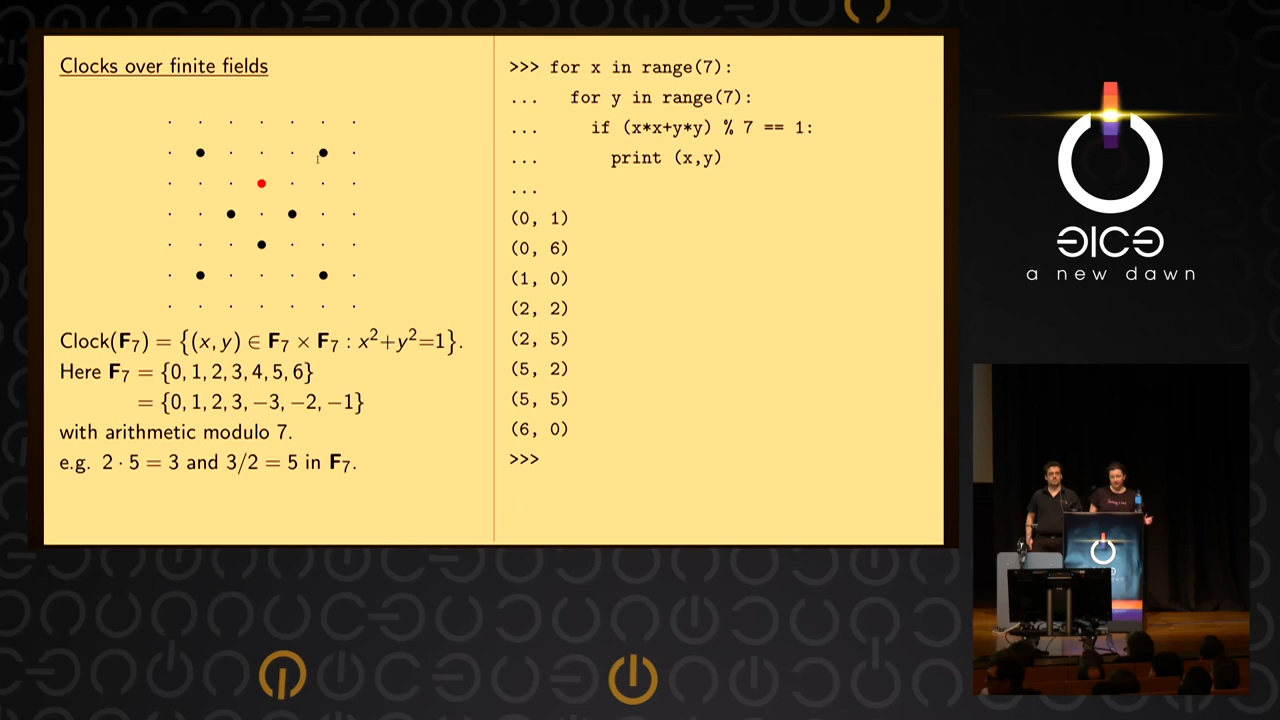 Clocks over finite fields
Clock(F₇) = {(x, y) ∈ F₇ × F₇ : x²+y²=1}.
Here F₇ = {0, 1, 2, 3, 4, 5, 6}
= {0, 1, 2, 3, −3, −2, −1}
with arithmetic modulo 7.
e.g. 2 · 5 = 3 and 3/2 = 5 in F₇.
>>> for x in range(7):
...   for y in range(7):
...     if (x*x+y*y) % 7 == 1:
...       print (x,y)
...
(0, 1)
(0, 6)
(1, 0)
(2, 2)
(2, 5)
(5, 2)
(5, 5)
(6, 0)
>>>
a new dawn